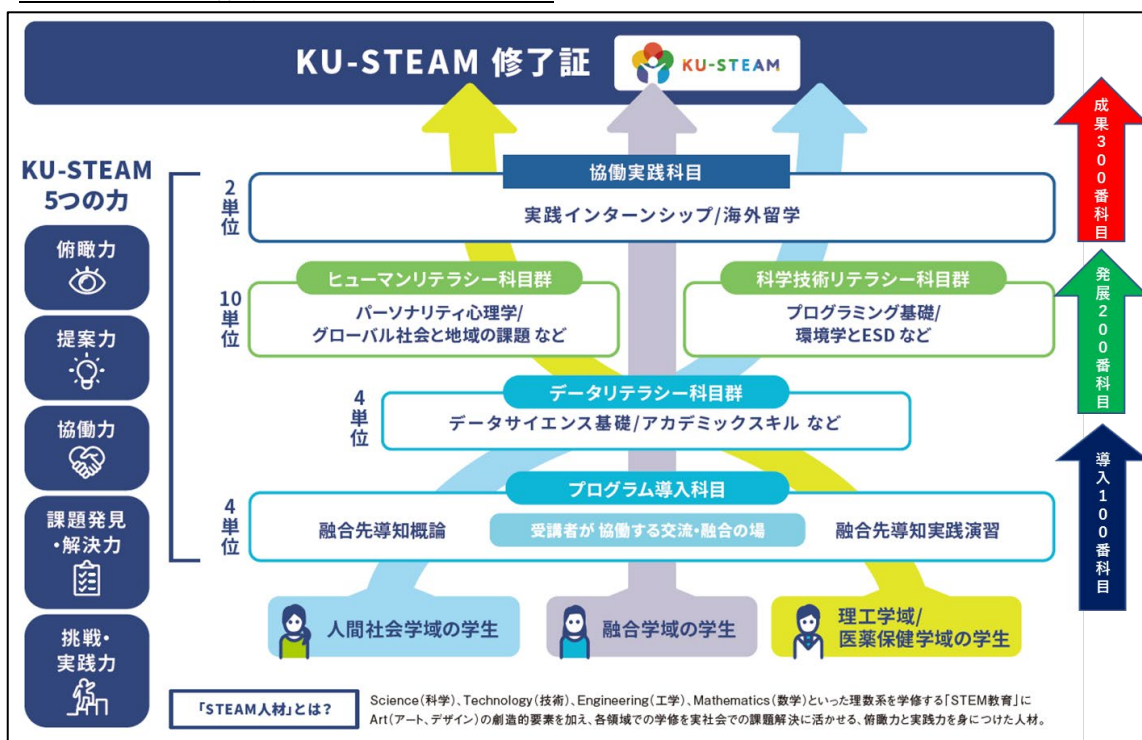 KU-STEAM 修了証
KU-STEAM
KU-STEAM
5つの力
俯瞰力
提案力
協働力
課題発見
・解決力
挑戦・
実践力
2単位
協働実践科目
実践インターンシップ/海外留学
10単位
ヒューマンリテラシー科目群
パーソナリティ心理学/
グローバル社会と地域の課題 など
科学技術リテラシー科目群
プログラミング基礎/
環境学とESD など
4単位
データリテラシー科目群
データサイエンス基礎/アカデミックスキル など
4単位
プログラム導入科目
融合先導知概論
受講者が 協働する交流・融合の場
融合先導知実践演習
人間社会学域の学生
融合学域の学生
理工学域/
医薬保健学域の学生
成果300番科目
発展200番科目
導入100番科目
「STEAM人材」とは?
Science(科学)、Technology(技術)、Engineering(工学)、Mathematics(数学)といった理数系を学修する「STEM教育」に
Art(アート、デザイン)の創造的要素を加え、各領域での学修を実社会での課題解決に活かせる、俯瞰力と実践力を身につけた人材。